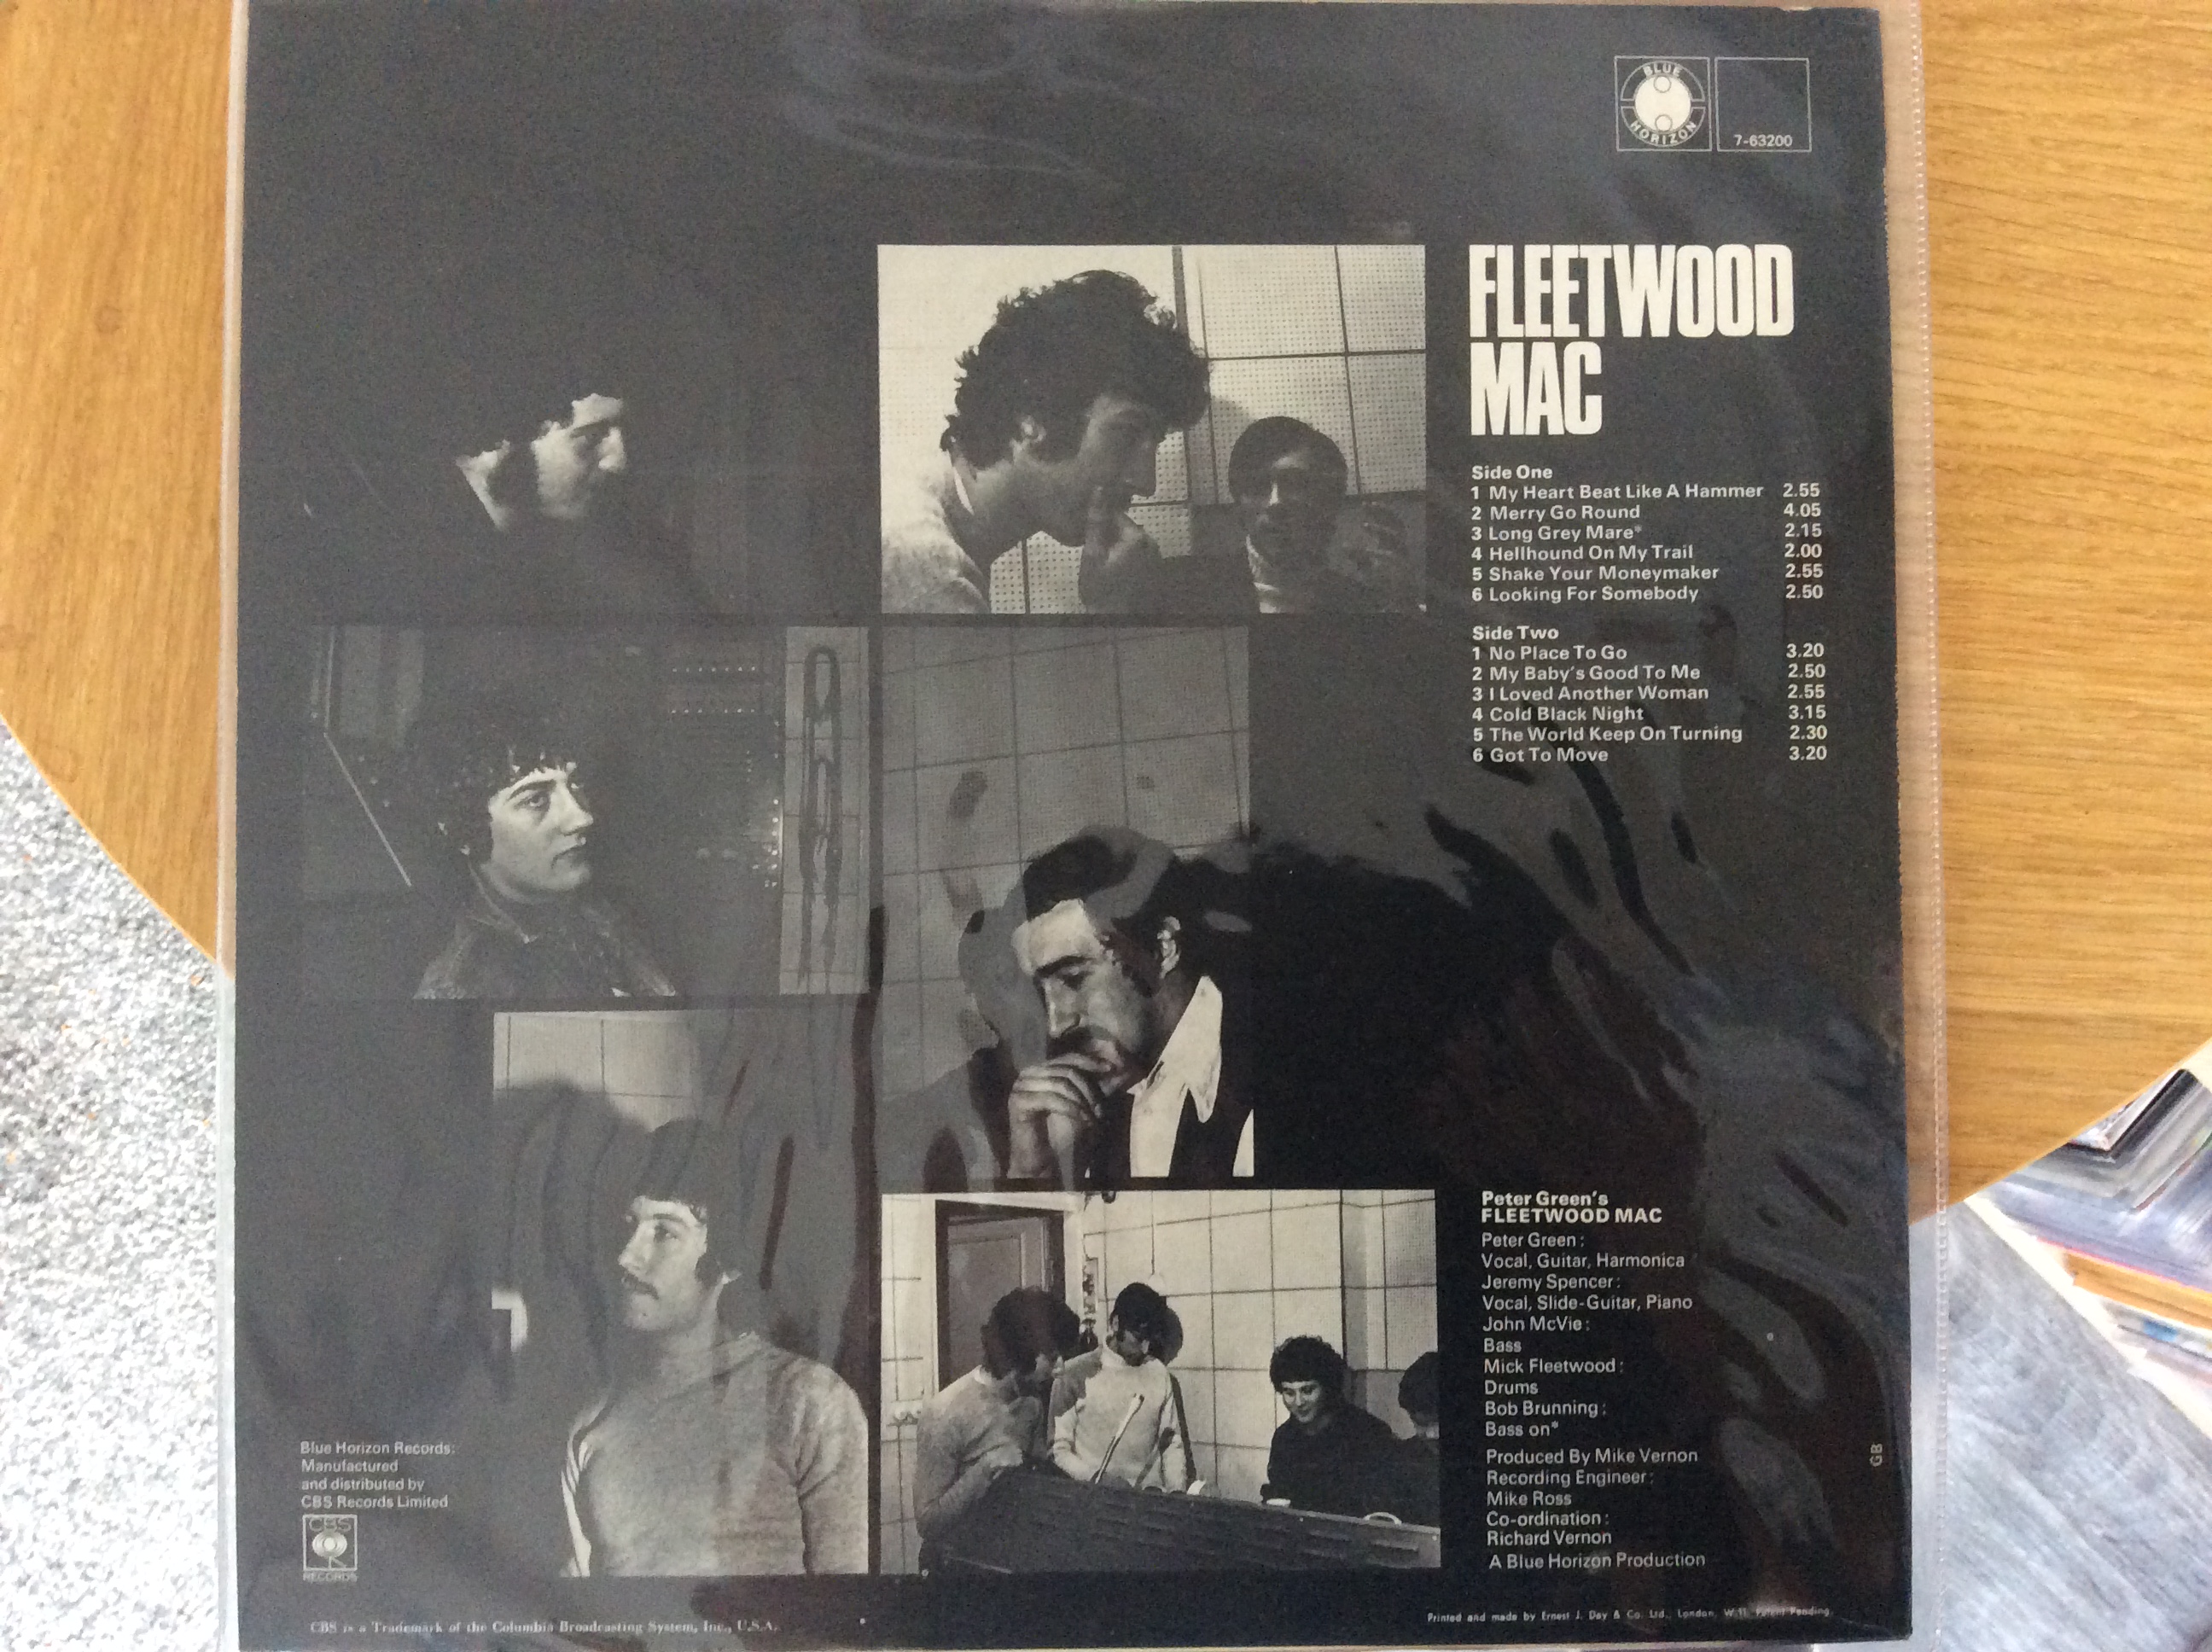 BLUE
HORIZON
7-63200
FLEETWOOD
MAC
Side One
1 My Heart Beat Like A Hammer 2.55
2 Merry Go Round 4.05
3 Long Grey Mare* 2.15
4 Hellhound On My Trail 2.00
5 Shake Your Moneymaker 2.55
6 Looking For Somebody 2.50
Side Two
1 No Place To Go 3.20
2 My Baby's Good To Me 2.50
3 I Loved Another Woman 2.55
4 Cold Black Night 3.15
5 The World Keep On Turning 2.30
6 Got To Move 3.20
Peter Green's
FLEETWOOD MAC
Peter Green:
Vocal, Guitar, Harmonica
Jeremy Spencer:
Vocal, Slide-Guitar, Piano
John McVie:
Bass
Mick Fleetwood:
Drums
Bob Brunning:
Bass on*
Produced By Mike Vernon
Recording Engineer:
Mike Ross
Co-ordination:
Richard Vernon
A Blue Horizon Production
GB
Blue Horizon Records:
Manufactured
and distributed by
CBS Records Limited
CBS
RECORDS
CBS is a Trademark of the Columbia Broadcasting System, Inc., U.S.A.
Printed and made by Ernest J. Day & Co. Ltd., London, W.11. Patent Pending.